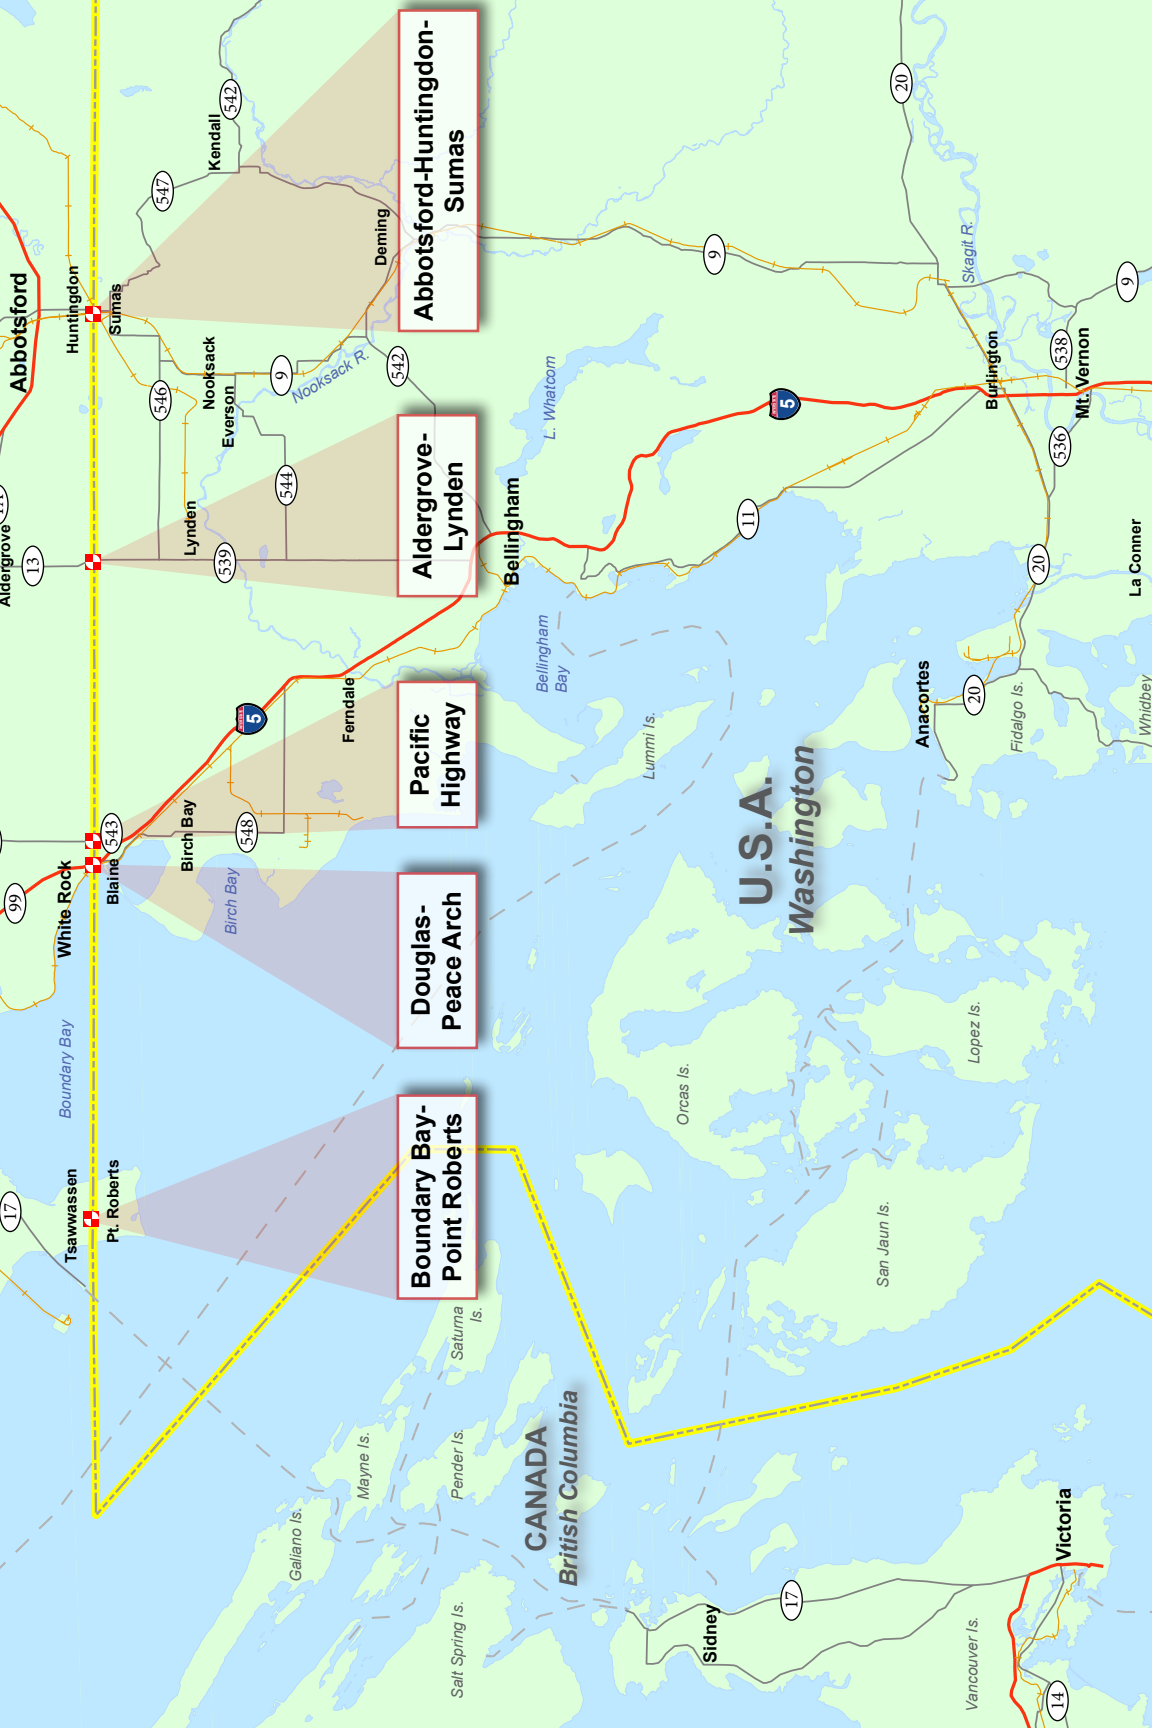 17
Tsawwassen
Pt. Roberts
Boundary Bay
99
White Rock
Blaine
543
Birch Bay
Birch Bay
548
5
Ferndale
13
Aldergrove
Lynden
539
544
546
Everson
Nooksack
9
Nooksack R.
Abbotsford
Huntingdon
Sumas
547
Kendall
542
Deming
542
Boundary Bay-
Point Roberts
Douglas-
Peace Arch
Pacific
Highway
Aldergrove-
Lynden
Abbotsford-Huntingdon-
Sumas
Galiano Is.
Mayne Is.
Pender Is.
Saturna
Is.
Salt Spring Is.
CANADA
British Columbia
Bellingham
Bellingham
Bay
L. Whatcom
Lummi Is.
Orcas Is.
U.S.A.
Washington
11
5
9
Sidney
17
San Jaun Is.
Lopez Is.
Anacortes
20
Fidalgo Is.
Whidbey
20
La Conner
536
Burlington
538
Mt. Vernon
Skagit R.
20
9
Vancouver Is.
Victoria
14